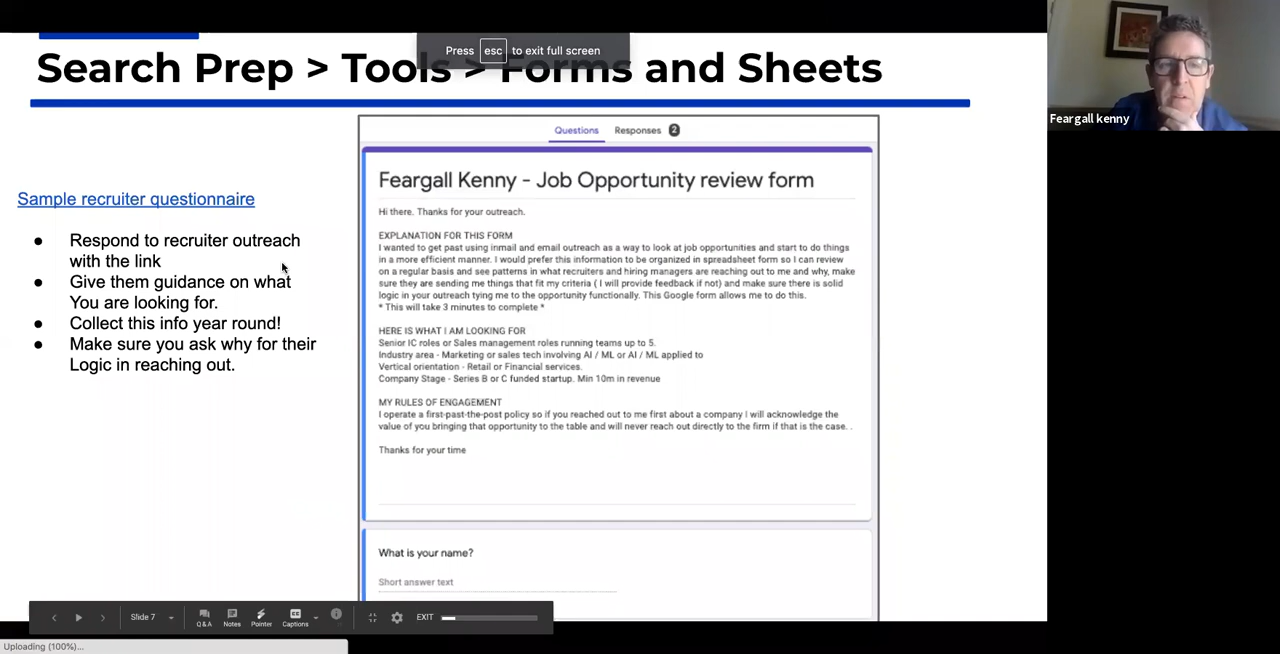 Press esc to exit full screen
Search Prep > Tools > Forms and Sheets
Feargall kenny
Sample recruiter questionnaire
● Respond to recruiter outreach
with the link
● Give them guidance on what
You are looking for.
● Collect this info year round!
● Make sure you ask why for their
Logic in reaching out.
Questions Responses 2
Feargall Kenny - Job Opportunity review form
Hi there. Thanks for your outreach.
EXPLANATION FOR THIS FORM
I wanted to get past using inmail and email outreach as a way to look at job opportunities and start to do things
in a more efficient manner. I would prefer this information to be organized in spreadsheet form so I can review
on a regular basis and see patterns in what recruiters and hiring managers are reaching out to me and why, make
sure they are sending me things that fit my criteria ( I will provide feedback if not) and make sure there is solid
logic in your outreach tying me to the opportunity functionally. This Google form allows me to do this.
* This will take 3 minutes to complete *
HERE IS WHAT I AM LOOKING FOR
Senior IC roles or Sales management roles running teams up to 5.
Industry area - Marketing or sales tech involving AI / ML or AI / ML applied to
Vertical orientation - Retail or Financial services.
Company Stage - Series B or C funded startup. Min 10m in revenue
MY RULES OF ENGAGEMENT
I operate a first-past-the-post policy so if you reached out to me first about a company I will acknowledge the
value of you bringing that opportunity to the table and will never reach out directly to the firm if that is the case. .
Thanks for your time
What is your name?
Short answer text
Slide 7
Q&A Notes Pointer Captions
EXIT
Uploading (100%)...